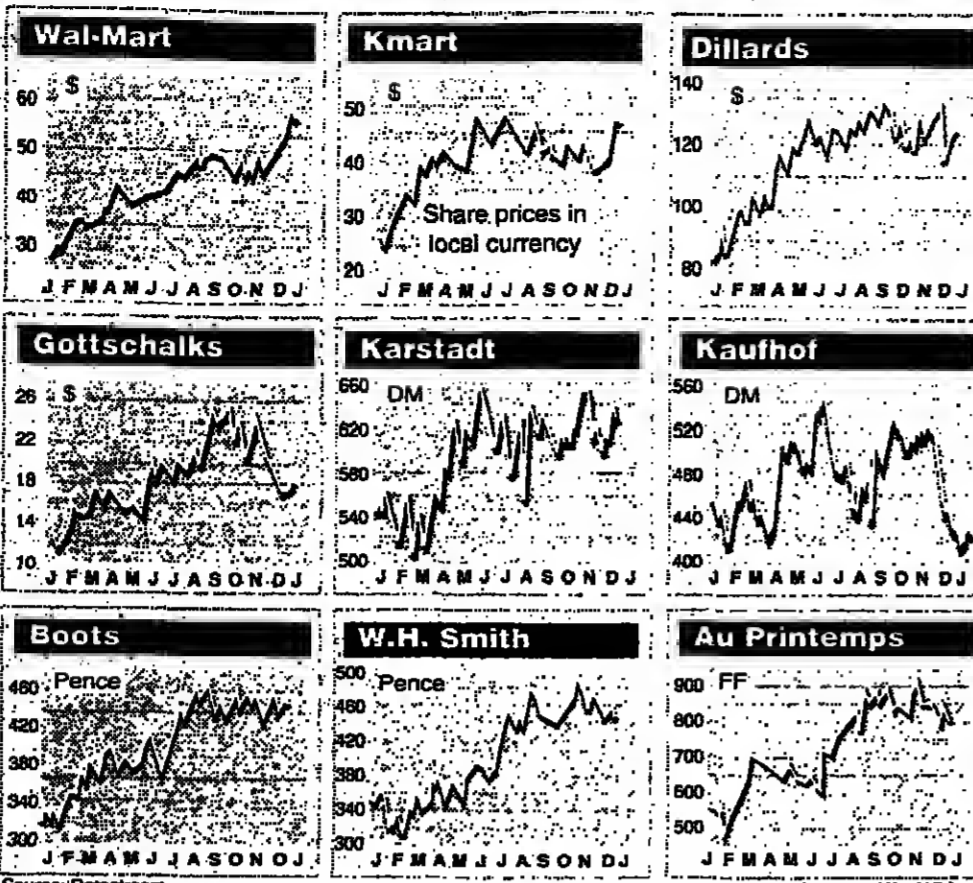 Wal-Mart
$
60
50
40
30
J F M A M J J A S O N D J
Kmart
$
50
40
30
20
Share prices in
local currency
J F M A M J J A S O N D J
Dillards
$
140
120
100
80
J F M A M J J A S O N D J
Gottschalks
$
26
22
18
14
10
J F M A M J J A S O N D J
Karstadt
DM
660
620
580
540
500
J F M A M J J A S O N D J
Kaufhof
DM
560
520
480
440
400
J F M A M J J A S O N D J
Boots
Pence
460
420
380
340
300
J F M A M J J A S O N D J
W.H. Smith
Pence
500
460
420
380
340
300
J F M A M J J A S O N D J
Au Printemps
FF
900
800
700
600
500
J F M A M J J A S O N D J